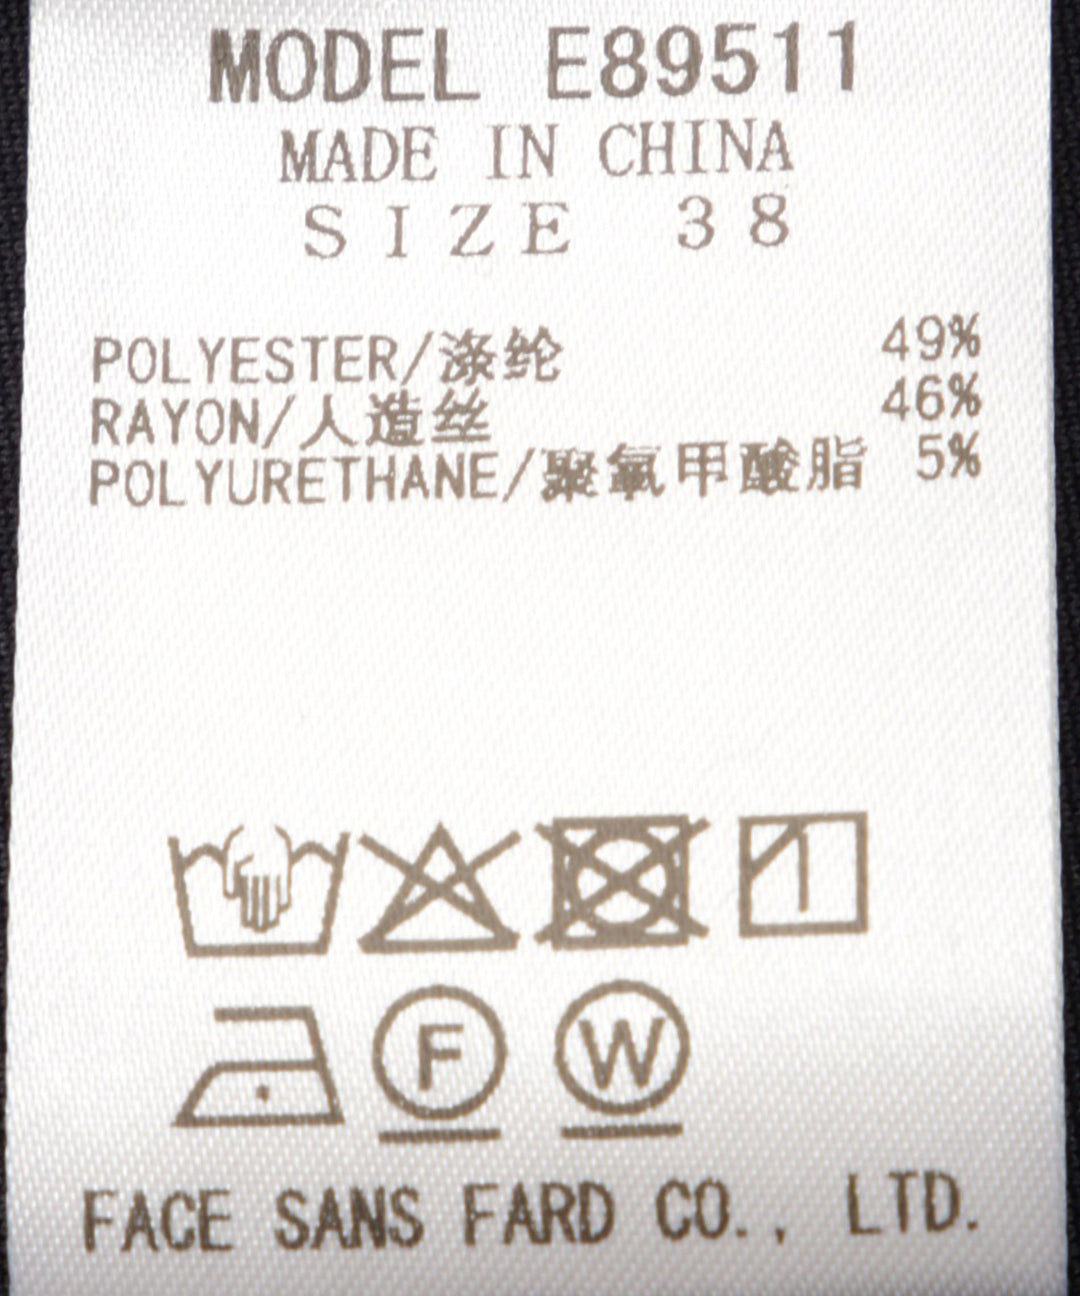 MODEL E89511
MADE IN CHINA
SIZE 38
POLYESTER/涤纶 49%
RAYON/人造丝 46%
POLYURETHANE/聚氨甲酸脂 5%
F W
FACE SANS FARD CO., LTD.